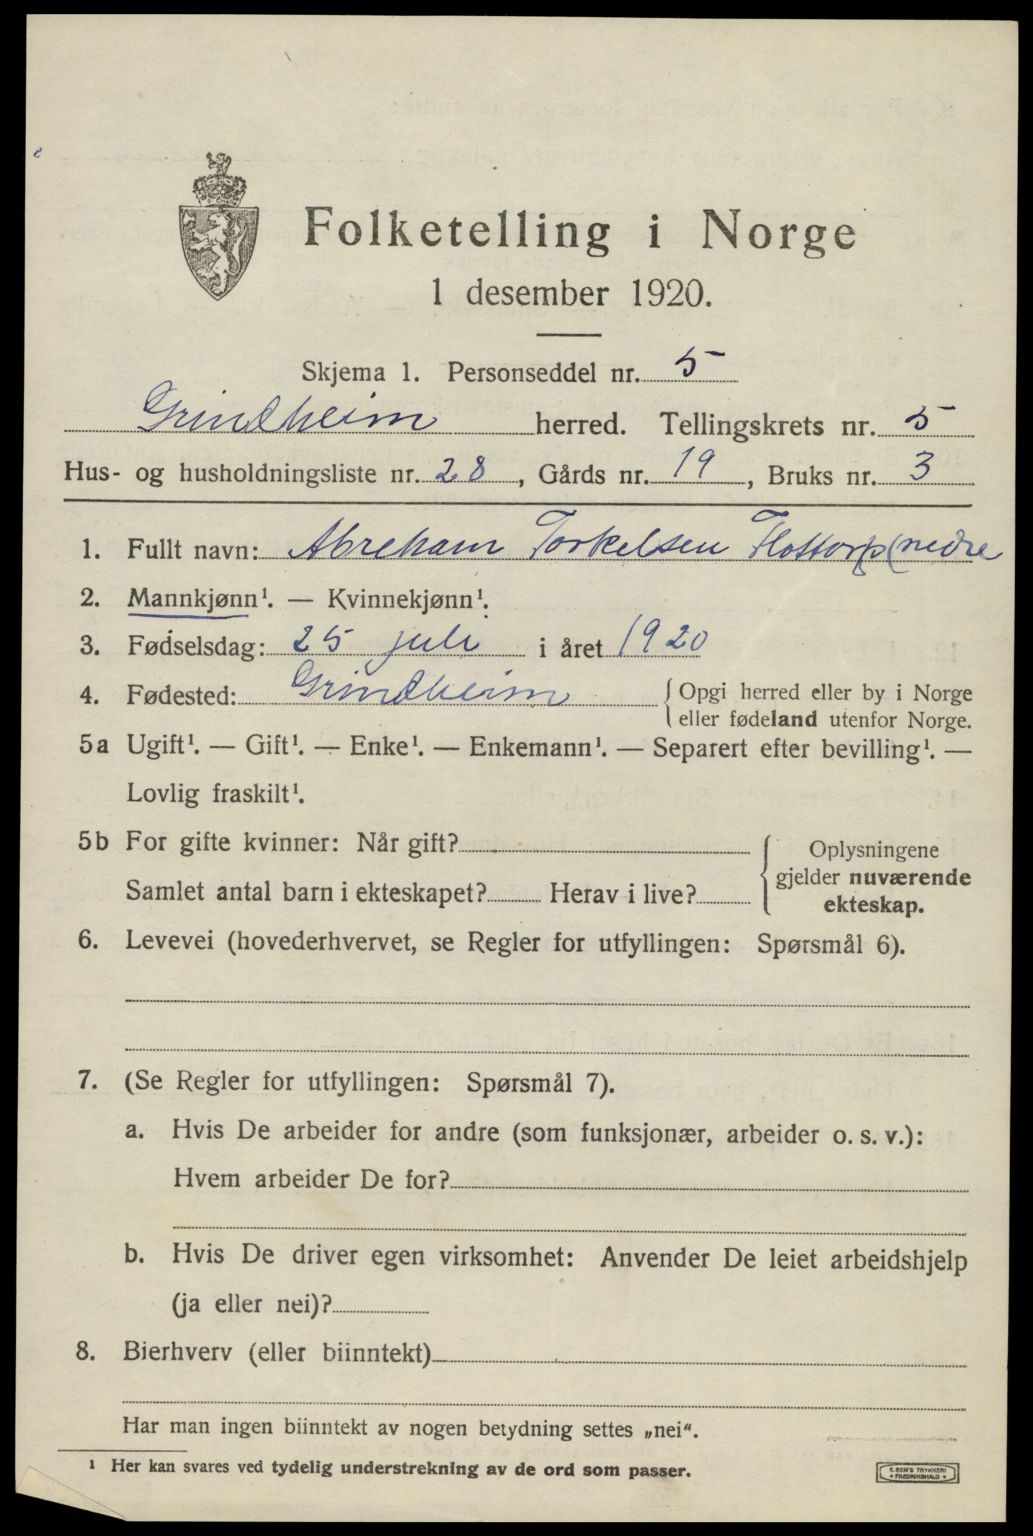 Folketelling i Norge
1 desember 1920.
Skjema 1. Personseddel nr. 5
Grindheim herred. Tellingskrets nr. 5
Hus- og husholdningsliste nr. 28, Gårds nr. 19, Bruks nr. 3
1. Fullt navn: Abreham Torkelsen Flottorp (nedre
2. Mannkjønn¹. — Kvinnekjønn¹.
3. Fødselsdag: 25 juli i året 1920
4. Fødested: Grindheim {Opgi herred eller by i Norge
eller fødeland utenfor Norge.
5a Ugift¹. — Gift¹. — Enke¹. — Enkemann¹. — Separert efter bevilling¹. —
Lovlig fraskilt¹.
5b For gifte kvinner: Når gift?
Samlet antal barn i ekteskapet? Herav i live?
Oplysningene
gjelder nuværende
ekteskap.
6. Levevei (hovederhvervet, se Regler for utfyllingen: Spørsmål 6).
7. (Se Regler for utfyllingen: Spørsmål 7).
a. Hvis De arbeider for andre (som funksjonær, arbeider o. s. v.):
Hvem arbeider De for?
b. Hvis De driver egen virksomhet: Anvender De leiet arbeidshjelp
(ja eller nei)?
8. Bierhverv (eller biinntekt)
Har man ingen biinntekt av nogen betydning settes „nei“.
¹ Her kan svares ved tydelig understrekning av de ord som passer.
E. SEM'S TRYKKERI
• FREDRIKSHALD •